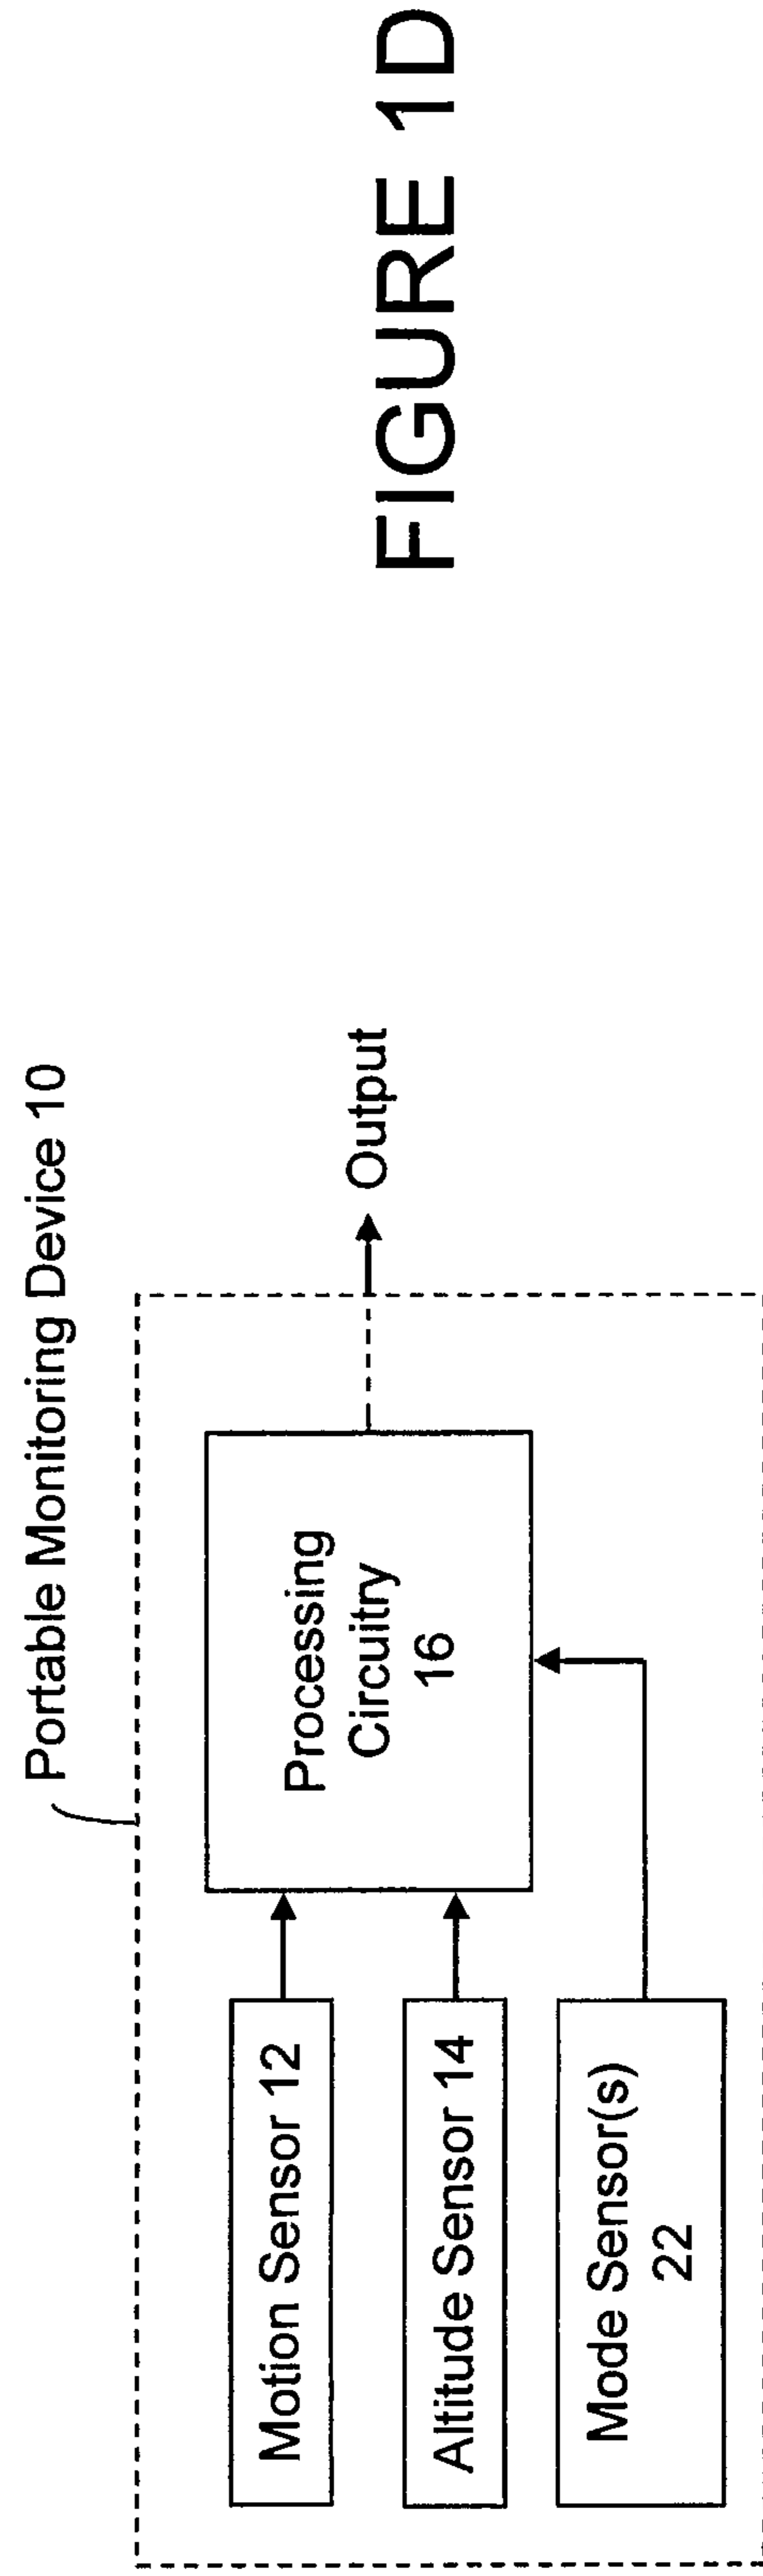 Portable Monitoring Device 10
Motion Sensor 12
Altitude Sensor 14
Mode Sensor(s)
22
Processing
Circuitry
16
Output
FIGURE 1D